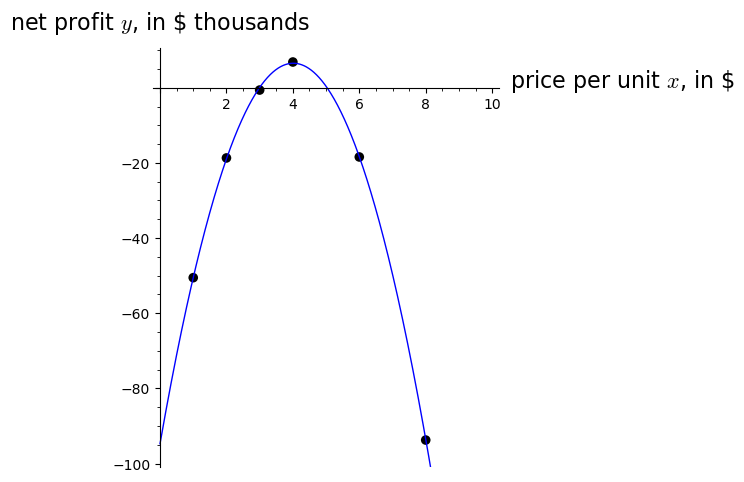 net profit y, in $ thousands
price per unit x, in $
2 4 6 8 10
−20
−40
−60
−80
−100